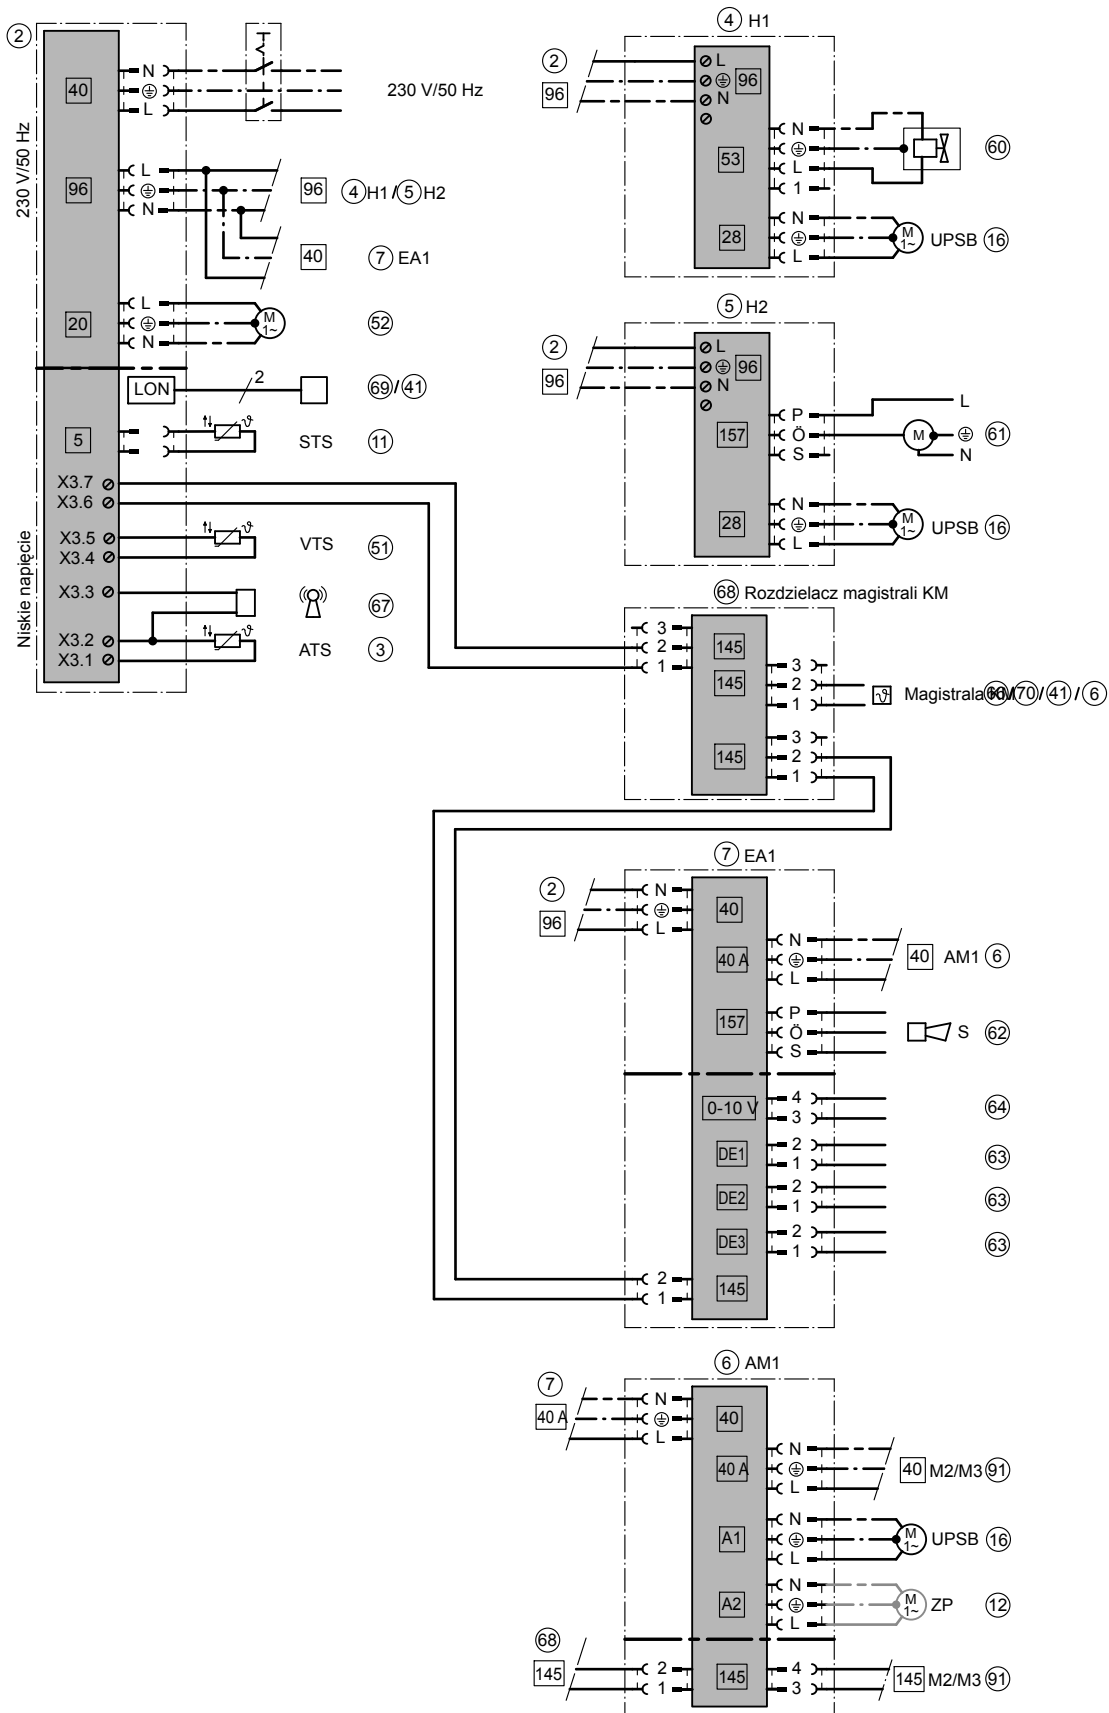 2
230 V/50 Hz
40
N
L
230 V/50 Hz
96
L
N
96 4 H1 / 5 H2
40 7 EA1
20
L
N
M
1~
52
LON
2
69 / 41
5
ϑ
STS 11
X3.7
X3.6
X3.5
X3.4
ϑ
VTS 51
X3.3
67
X3.2
X3.1
ϑ
ATS 3
Niskie napięcie
4 H1
2
96
L
N
96
53
N
L
1
60
28
N
L
M
1~
UPSB 16
5 H2
2
96
L
N
96
157
P
Ö
S
M
L
N
61
28
N
L
M
1~
UPSB 16
68 Rozdzielacz magistrali KM
3
2
1
145
145
3
2
1
ϑ Magistrala KM 66 / 70 / 41 / 6
145
3
2
1
7 EA1
2
96
N
L
40
40 A
N
L
40 AM1 6
157
P
Ö
S
S 62
0-10 V
4
3
64
DE1
2
1
63
DE2
2
1
63
DE3
2
1
63
2
1
145
6 AM1
7
40 A
N
L
40
40 A
N
L
40 M2/M3 91
A1
N
L
M
1~
UPSB 16
A2
N
L
M
1~
ZP 12
68
145
2
1
145
4
3
145 M2/M3 91